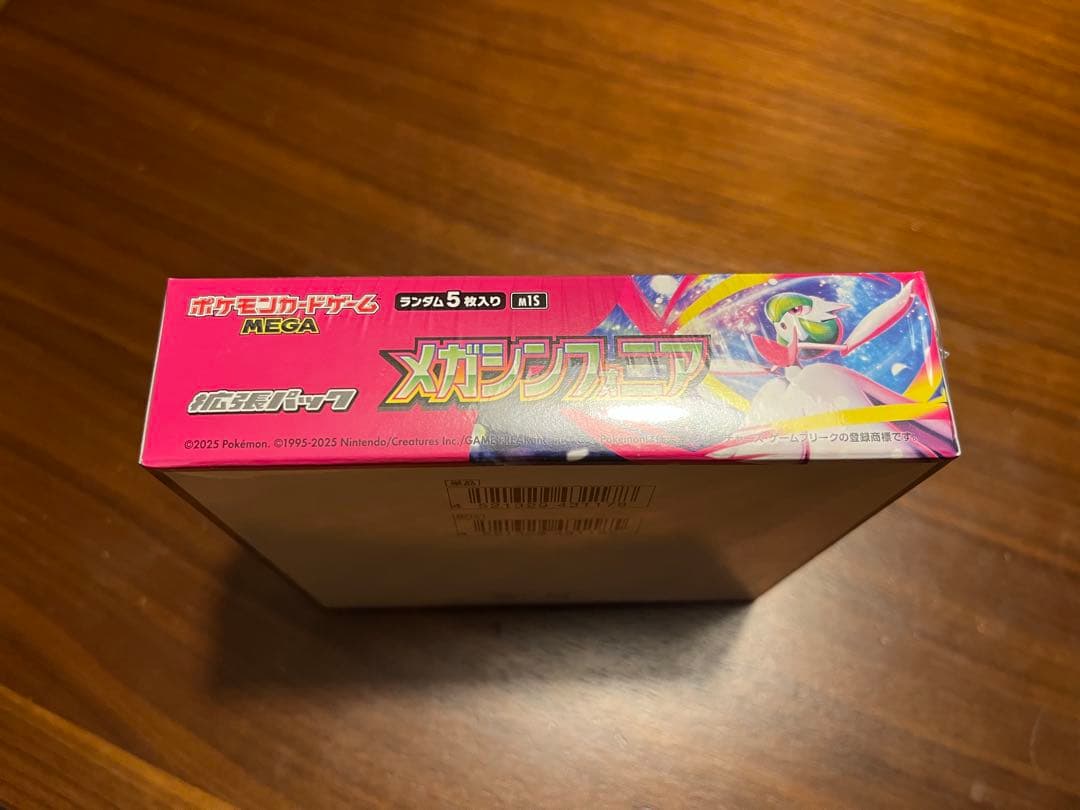 ポケモンカードゲーム
MEGA
ランダム5枚入り
M1S
メガシンフォニア
拡張パック
©2025 Pokémon. ©1995-2025 Nintendo/Creatures Inc./GAME FREAK inc.
ゲームフリークの登録商標です。
単品